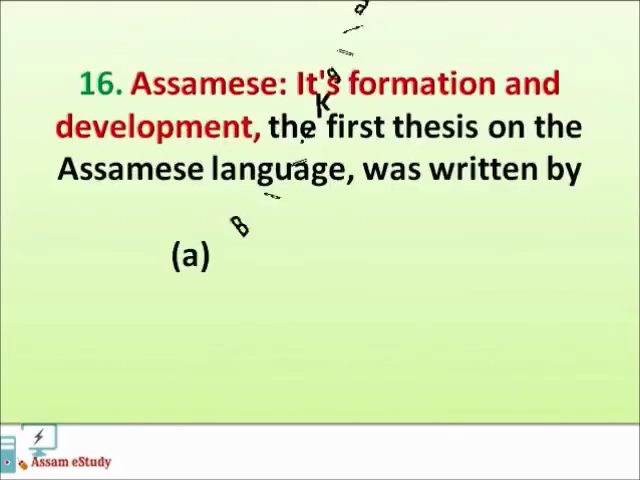 16. Assamese: It's formation and
development, the first thesis on the
Assamese language, was written by
(a) B
Assam eStudy